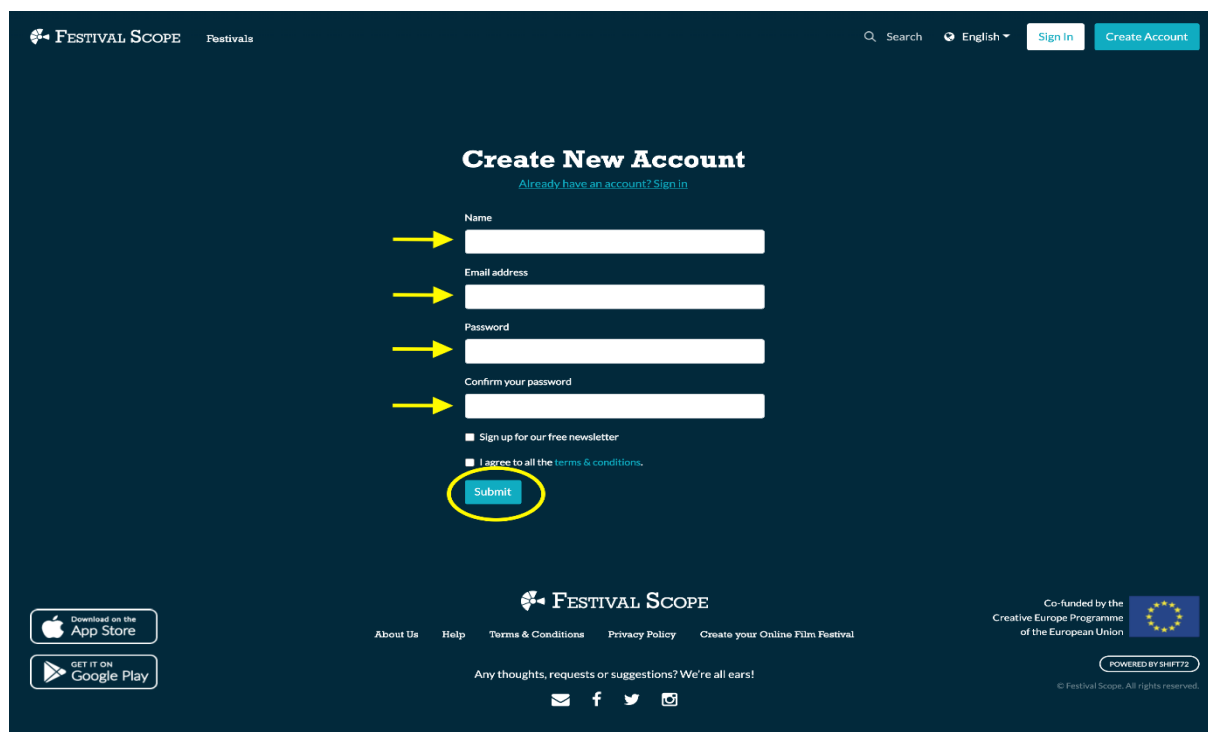 FESTIVAL SCOPE Festivals Search English Sign In Create Account
Create New Account
Already have an account? Sign in
Name
Email address
Password
Confirm your password
Sign up for our free newsletter
I agree to all the terms & conditions.
Submit
FESTIVAL SCOPE
Download on the
App Store
GET IT ON
Google Play
About Us Help Terms & Conditions Privacy Policy Create your Online Film Festival
Any thoughts, requests or suggestions? We're all ears!
Co-funded by the
Creative Europe Programme
of the European Union
POWERED BY SHIFT72
© Festival Scope. All rights reserved.